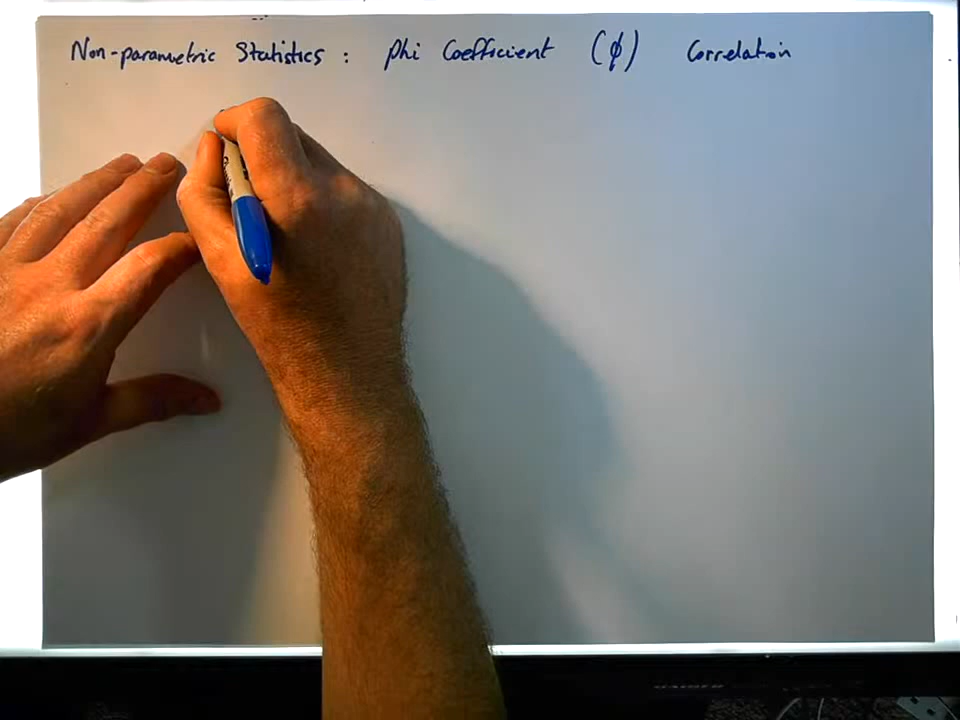 Non-parametric Statistics : Phi Coefficient (ϕ) Correlation